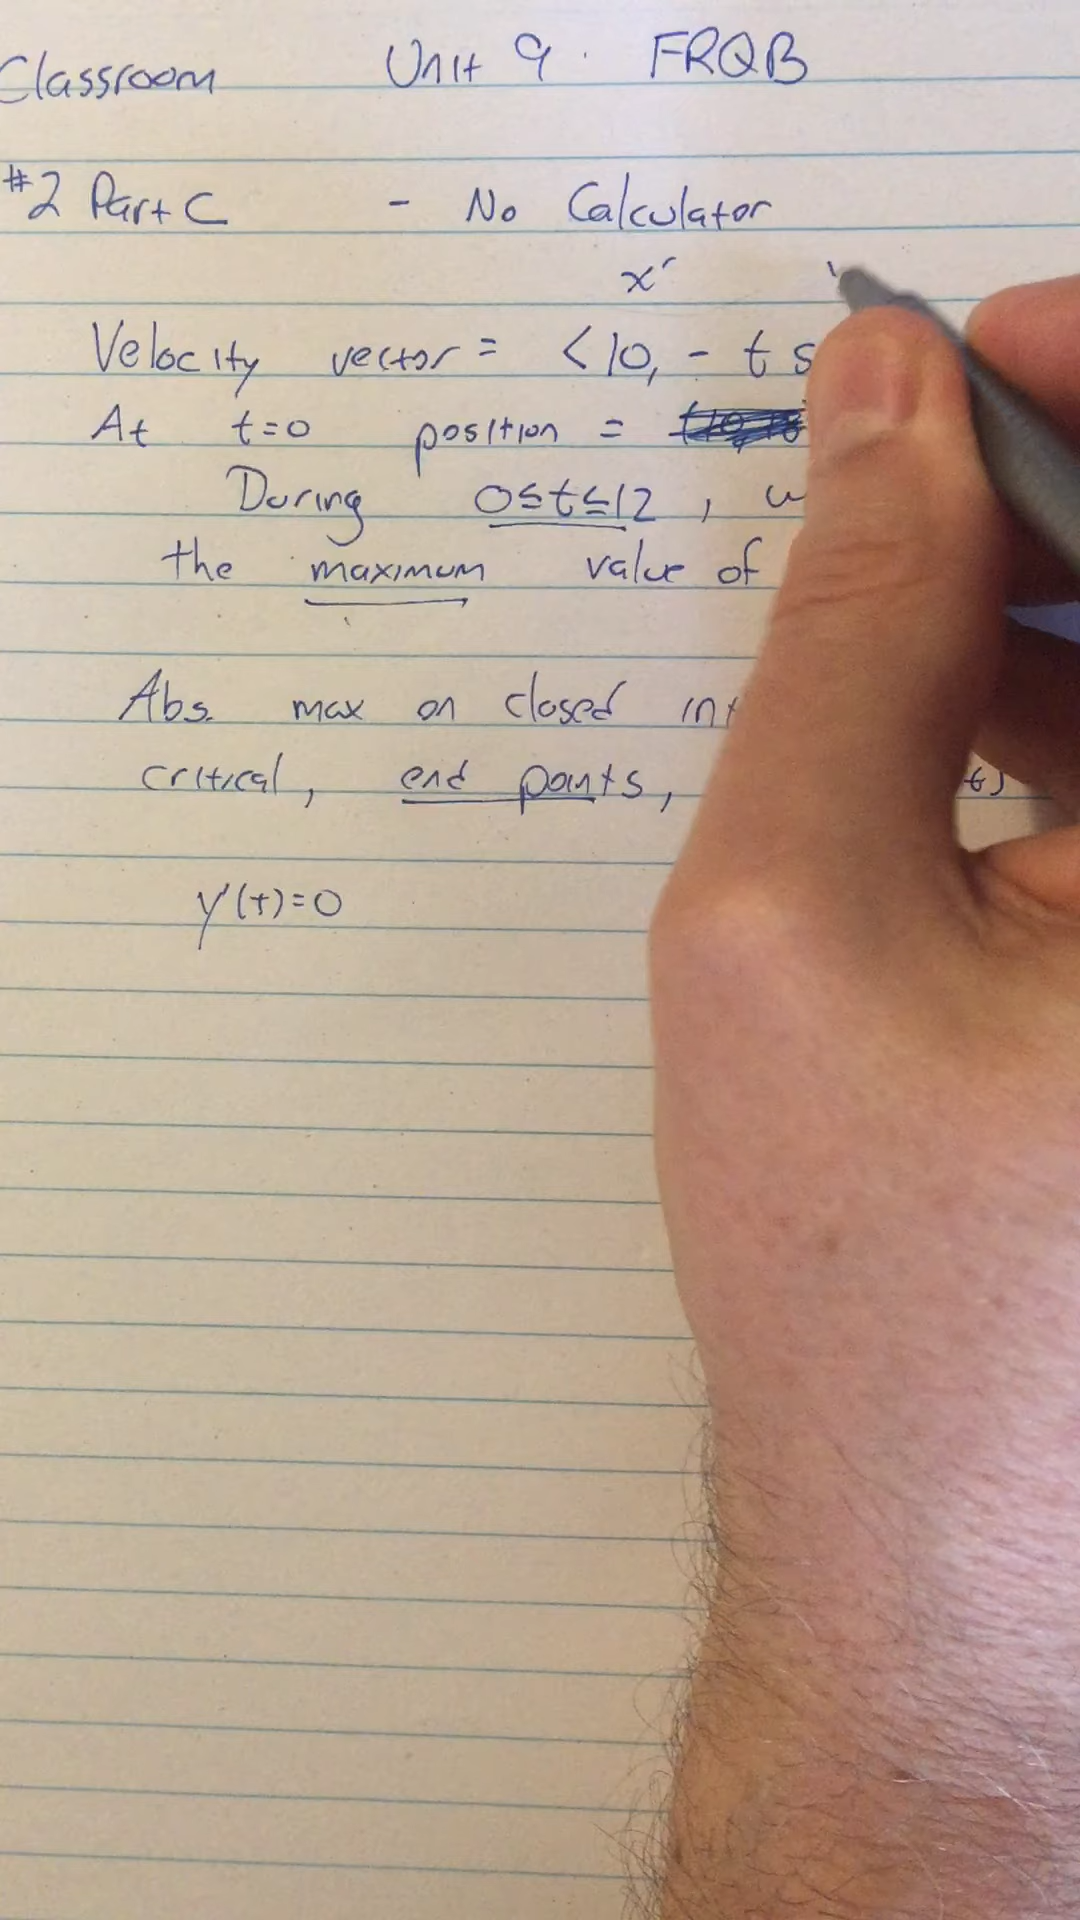 Classroom Unit 9. FRQB
#2 Part C - No Calculator
x'
Velocity vector = <10, - t s
At t=0 position =
During 0≤t≤12,
the maximum value of
Abs. max on closed
critical, end points,
y'(t)=0